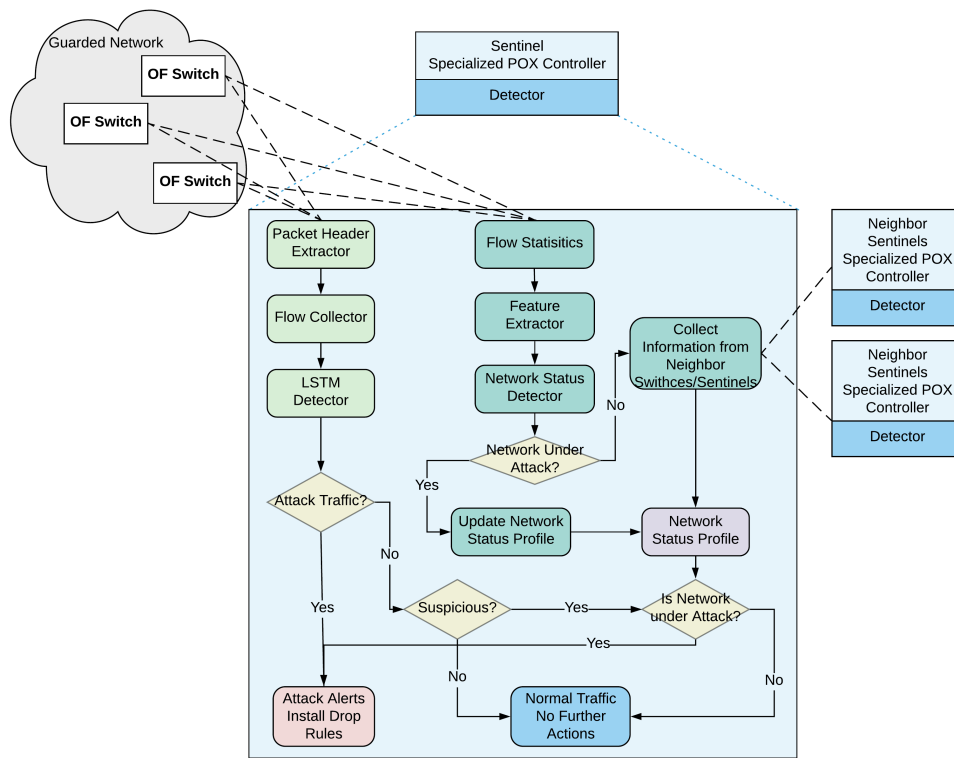 Guarded Network
OF Switch
OF Switch
OF Switch
Sentinel
Specialized POX Controller
Detector
Packet Header
Extractor
Flow Collector
LSTM
Detector
Attack Traffic?
Flow Statisitics
Feature
Extractor
Network Status
Detector
Network Under
Attack?
No
Collect
Information from
Neighbor
Swithces/Sentinels
Yes
Update Network
Status Profile
Network
Status Profile
No
Yes
Suspicious?
Yes
Is Network
under Attack?
Yes
No
No
Attack Alerts
Install Drop
Rules
Normal Traffic
No Further
Actions
Neighbor
Sentinels
Specialized POX
Controller
Detector
Neighbor
Sentinels
Specialized POX
Controller
Detector